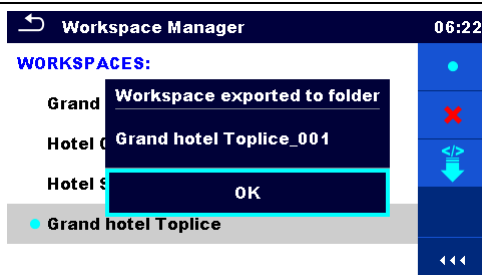 Workspace Manager 06:22
WORKSPACES:
Grand
Hotel
Hotel
Grand hotel Toplice
Workspace exported to folder
Grand hotel Toplice_001
OK